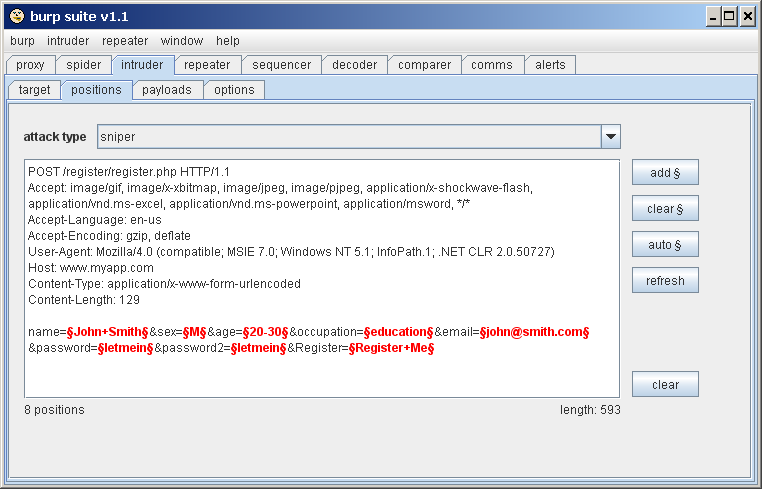 burp suite v1.1
burp intruder repeater window help
proxy spider intruder repeater sequencer decoder comparer comms alerts
target positions payloads options
attack type sniper
POST /register/register.php HTTP/1.1
Accept: image/gif, image/x-xbitmap, image/jpeg, image/pjpeg, application/x-shockwave-flash,
application/vnd.ms-excel, application/vnd.ms-powerpoint, application/msword, */*
Accept-Language: en-us
Accept-Encoding: gzip, deflate
User-Agent: Mozilla/4.0 (compatible; MSIE 7.0; Windows NT 5.1; InfoPath.1; .NET CLR 2.0.50727)
Host: www.myapp.com
Content-Type: application/x-www-form-urlencoded
Content-Length: 129
name=§John+Smith§&sex=§M§&age=§20-30§&occupation=§education§&email=§john@smith.com§
&password=§letmein§&password2=§letmein§&Register=§Register+Me§
add §
clear §
auto §
refresh
clear
8 positions length: 593